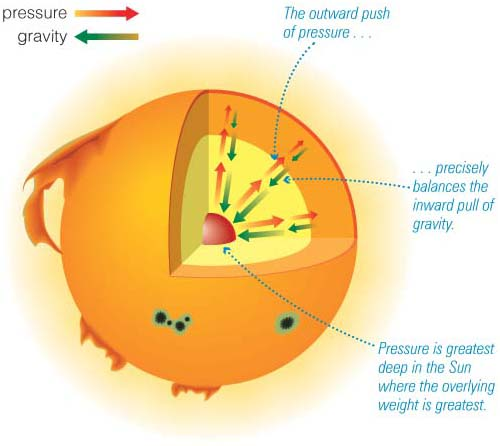 pressure
gravity
The outward push
of pressure . . .
. . . precisely
balances the
inward pull of
gravity.
Pressure is greatest
deep in the Sun
where the overlying
weight is greatest.